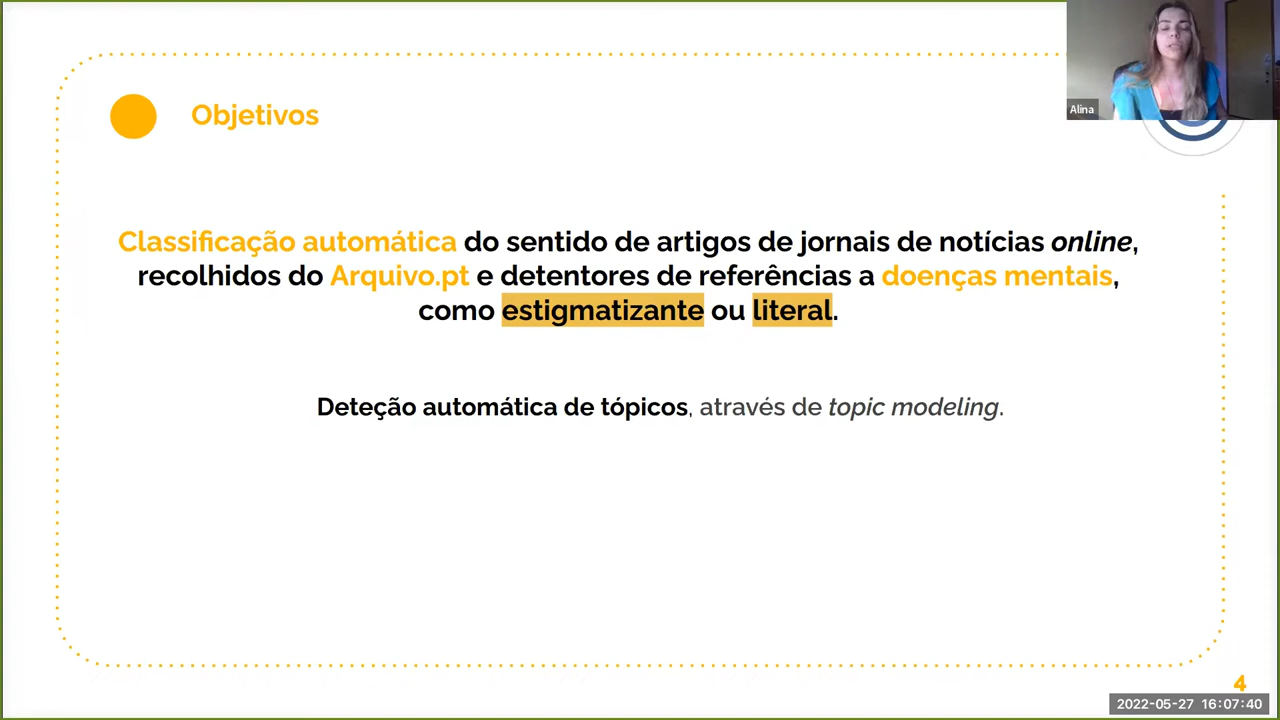 Objetivos
Alina
Classificação automática do sentido de artigos de jornais de notícias online,
recolhidos do Arquivo.pt e detentores de referências a doenças mentais,
como estigmatizante ou literal.
Deteção automática de tópicos, através de topic modeling.
4
2022-05-27 16:07:40